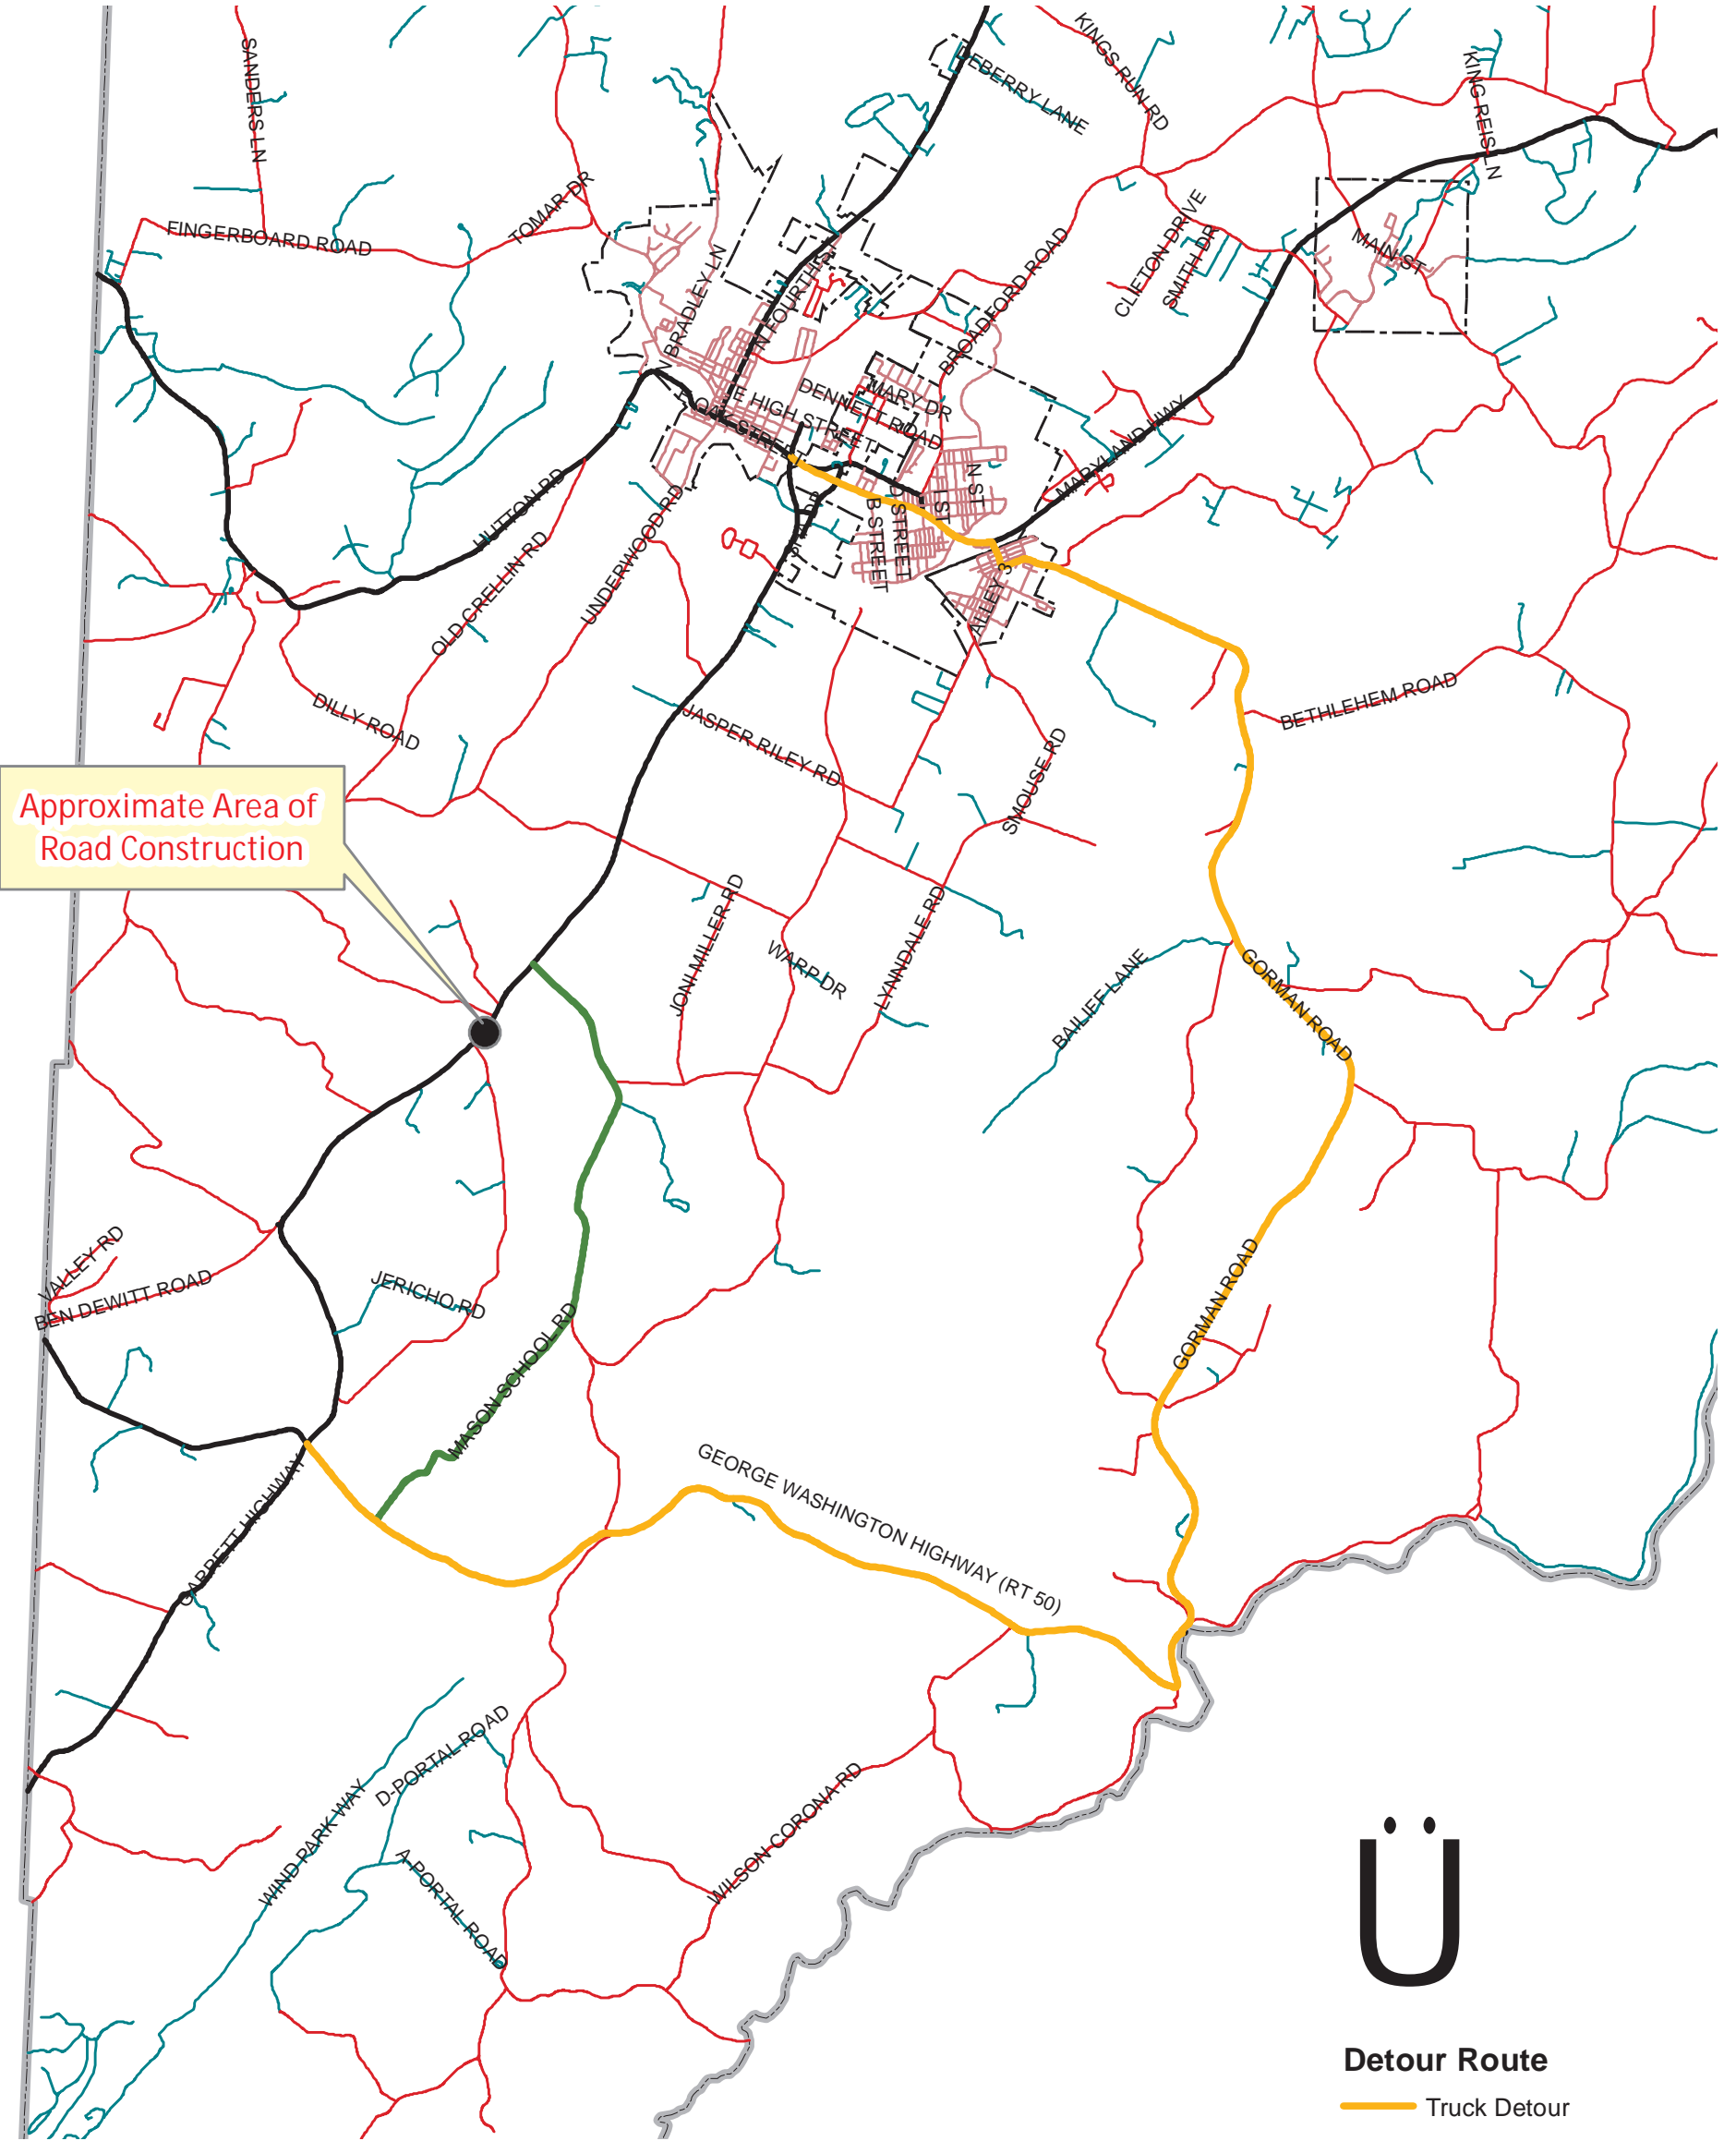 SANDERS LN
KINGS RUN RD
DEBERRY LANE
KING REIS LN
TOMAR DR
FINGERBOARD ROAD
CLIFTON DRIVE
SMITH DR
MAIN ST
N BRADLEY LN
N FOURTH ST
BROADFORD ROAD
MARY DR
DENNETT ROAD
E HIGH STREET
OAK STREET
MARYLAND HWY
N ST
L ST
D STREET
B STREET
HUTTON RD
OLD CRELLIN RD
UNDERWOOD RD
ALLEY 3
DILLY ROAD
JASPER RILEY RD
BETHLEHEM ROAD
SMOUSE RD
Approximate Area of
Road Construction
JONI MILLER RD
WARP DR
LYNNDALE RD
BAILIFF LANE
GORMAN ROAD
VALLEY RD
BEN DEWITT ROAD
JERICHO RD
MASON SCHOOL RD
GORMAN ROAD
GARRETT HIGHWAY
GEORGE WASHINGTON HIGHWAY (RT 50)
D-PORTAL ROAD
WIND PARK WAY
A PORTAL ROAD
WILSON CORONA RD
Ü
Detour Route
Truck Detour